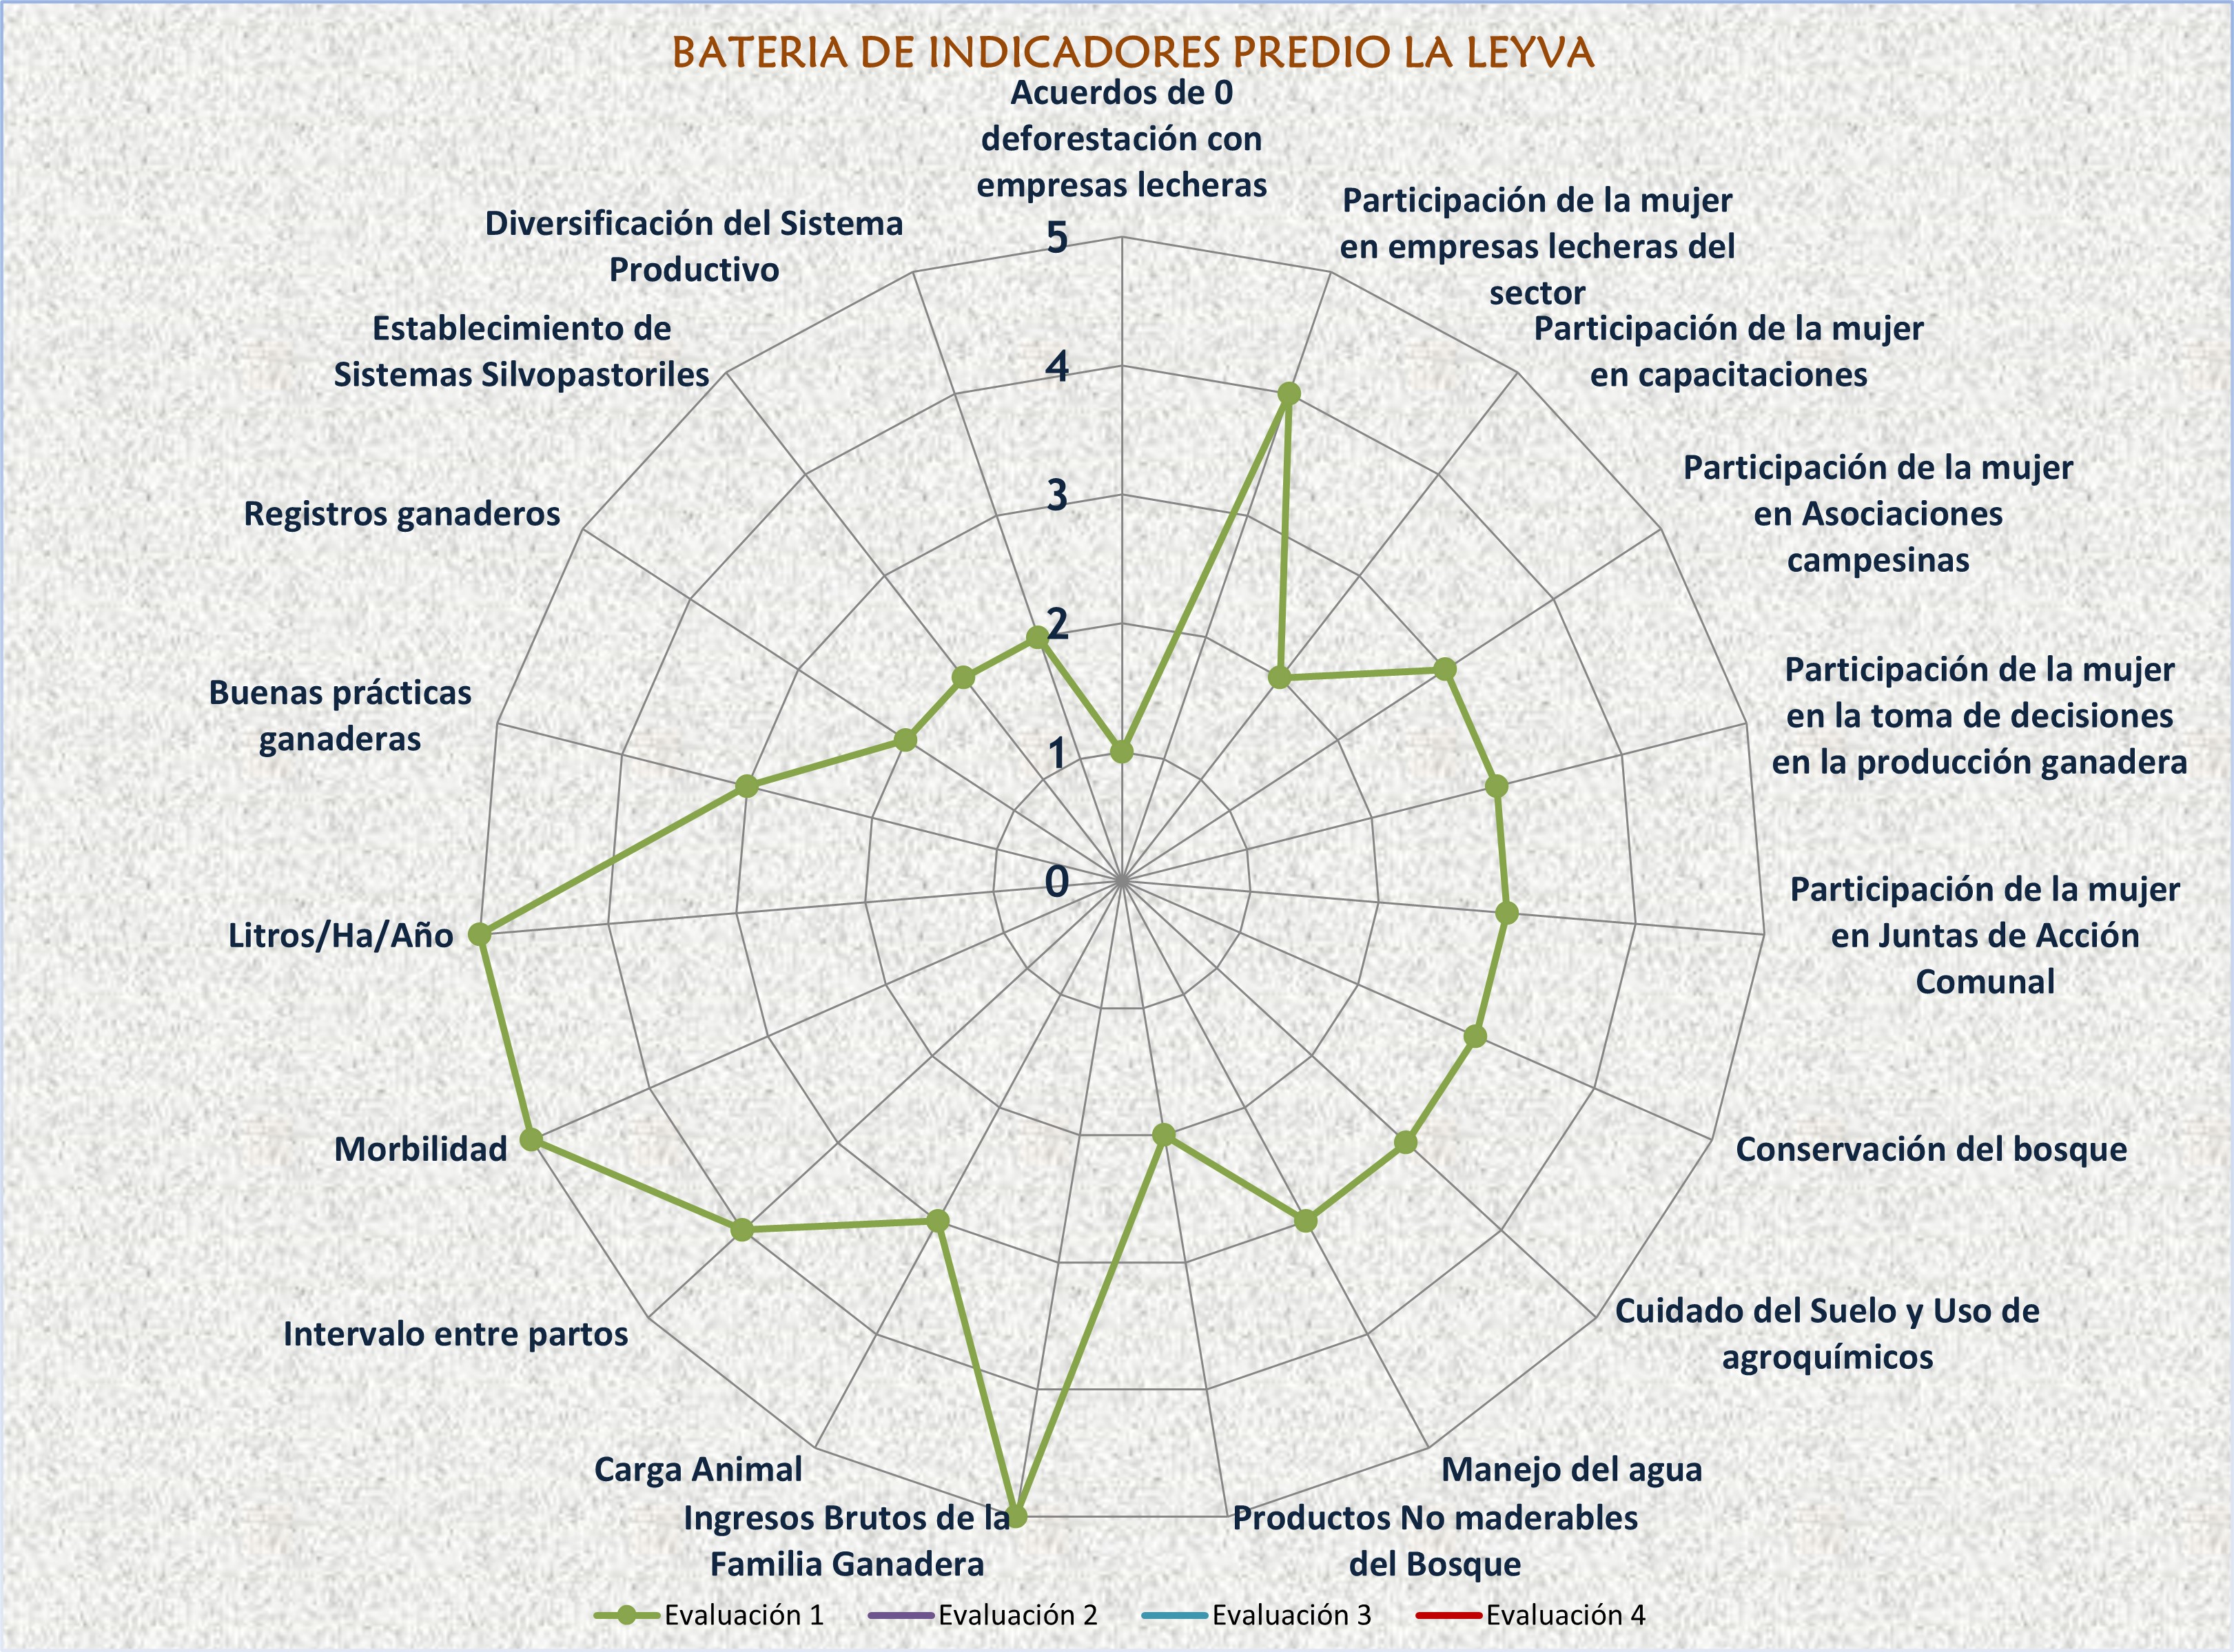 BATERIA DE INDICADORES PREDIO LA LEYVA
Acuerdos de 0
deforestación con
empresas lecheras
Participación de la mujer
en empresas lecheras del
sector
Participación de la mujer
en capacitaciones
Participación de la mujer
en Asociaciones
campesinas
Participación de la mujer
en la toma de decisiones
en la producción ganadera
Participación de la mujer
en Juntas de Acción
Comunal
Conservación del bosque
Cuidado del Suelo y Uso de
agroquímicos
Manejo del agua
Productos No maderables
del Bosque
Ingresos Brutos de la
Familia Ganadera
Carga Animal
Intervalo entre partos
Morbilidad
Litros/Ha/Año
Buenas prácticas
ganaderas
Registros ganaderos
Establecimiento de
Sistemas Silvopastoriles
Diversificación del Sistema
Productivo
5
4
3
2
1
0
Evaluación 1
Evaluación 2
Evaluación 3
Evaluación 4